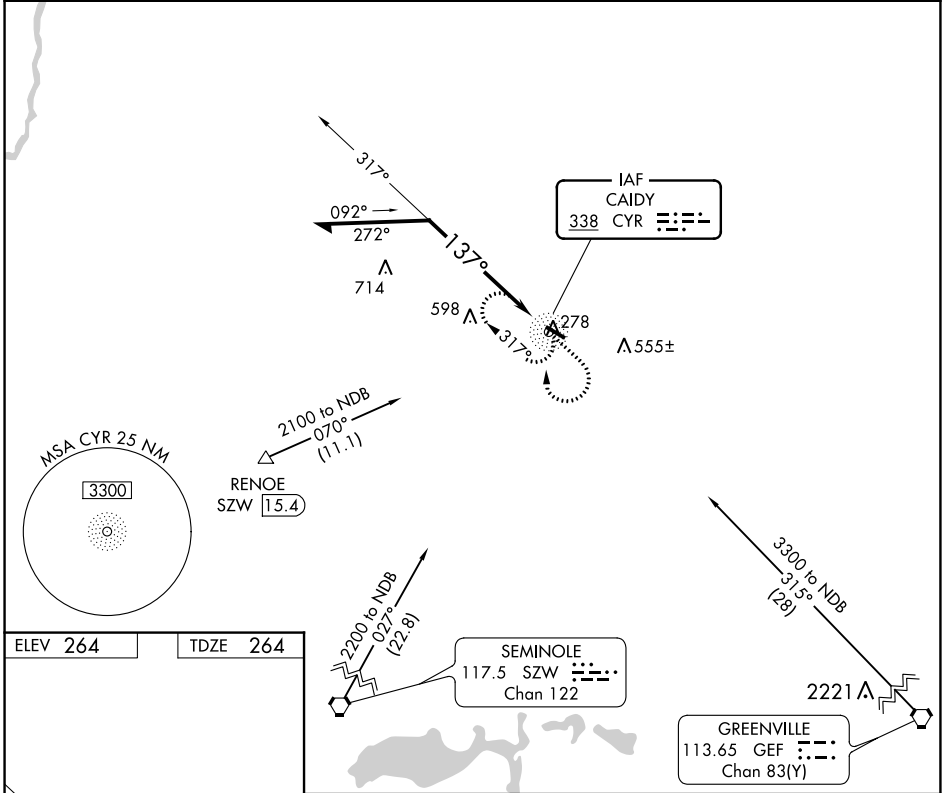 317°
092°
272°
137°
IAF
CAIDY
338 CYR
714
598
278
317°
555±
2100 to NDB
070°
(11.1)
MSA CYR 25 NM
3300
RENOE
SZW 15.4
3300 to NDB
315°
(28)
2200 to NDB
027°
(22.8)
ELEV 264
TDZE 264
SEMINOLE
117.5 SZW
Chan 122
2221
GREENVILLE
113.65 GEF
Chan 83(Y)